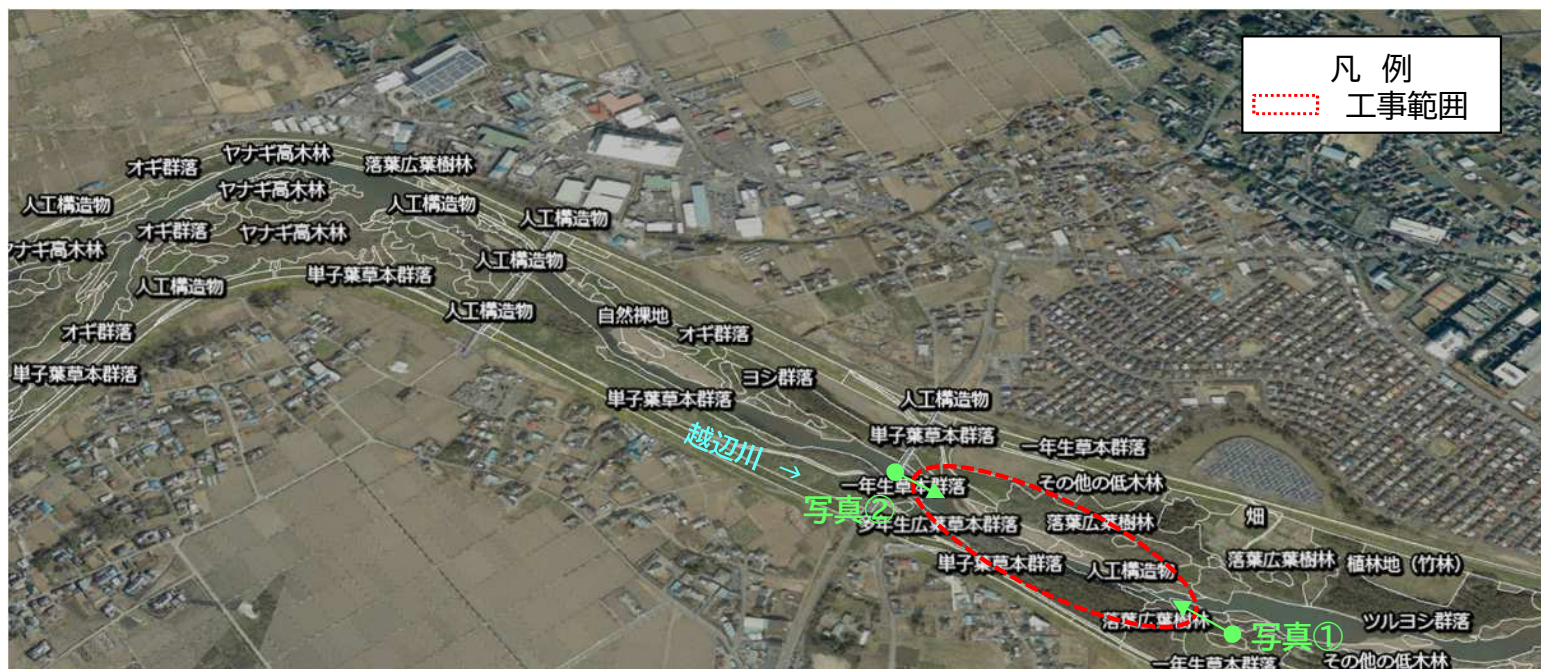 凡 例
工事範囲
ヤナギ高木林
オギ群落
落葉広葉樹林
ヤナギ高木林
人工構造物
人工構造物
人工構造物
オギ群落
ヤナギ高木林
ヤナギ高木林
人工構造物
単子葉草本群落
人工構造物
人工構造物
自然裸地
オギ群落
オギ群落
単子葉草本群落
ヨシ群落
単子葉草本群落
人工構造物
越辺川 →
単子葉草本群落
一年生草本群落
一年生草本群落
その他の低木林
写真②
多年生広葉草本群落
落葉広葉樹林
畑
単子葉草本群落
人工構造物
落葉広葉樹林
植林地（竹林）
落葉広葉樹林
ツルヨシ群落
写真①
一年生草本群落
その他の低木林